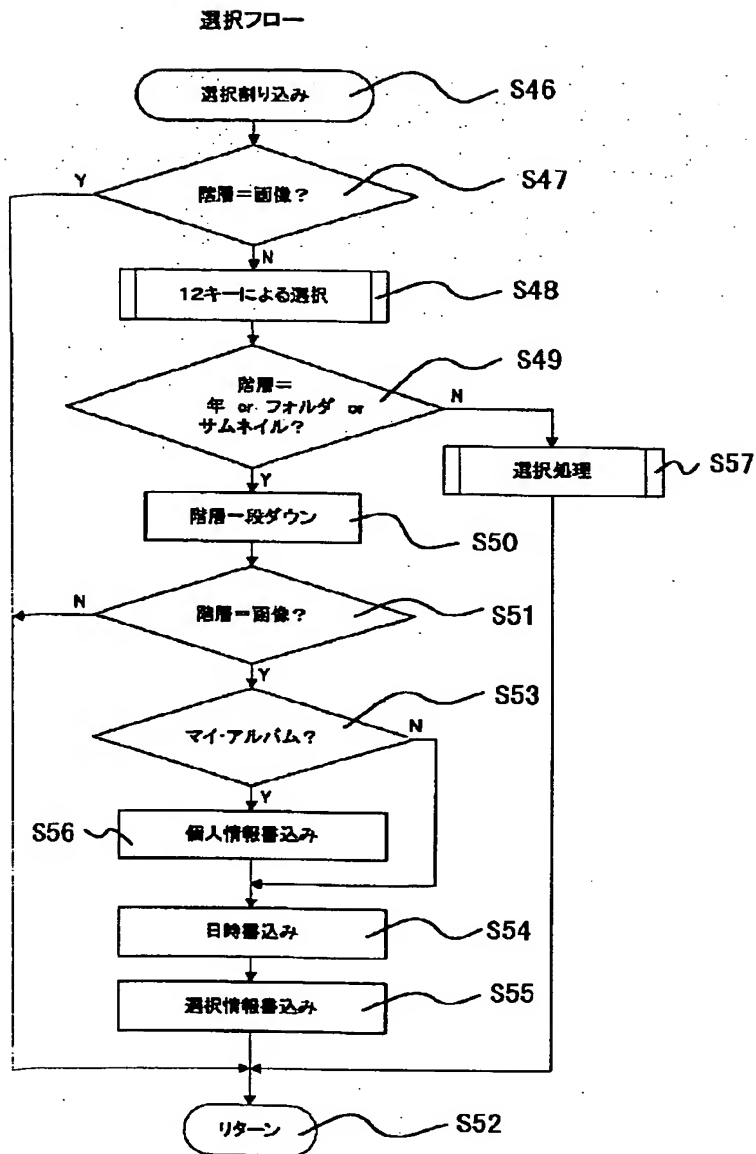 選択フロー
選択割り込み
S46
Y
階層=画像?
S47
N
12キーによる選択
S48
S49
階層=
年 or フォルダ or
サムネイル?
N
選択処理
S57
Y
階層一段ダウン
S50
N
階層=画像?
S51
Y
マイ・アルバム?
N
S53
Y
S56
個人情報書込み
日時書込み
S54
選択情報書込み
S55
リターン
S52